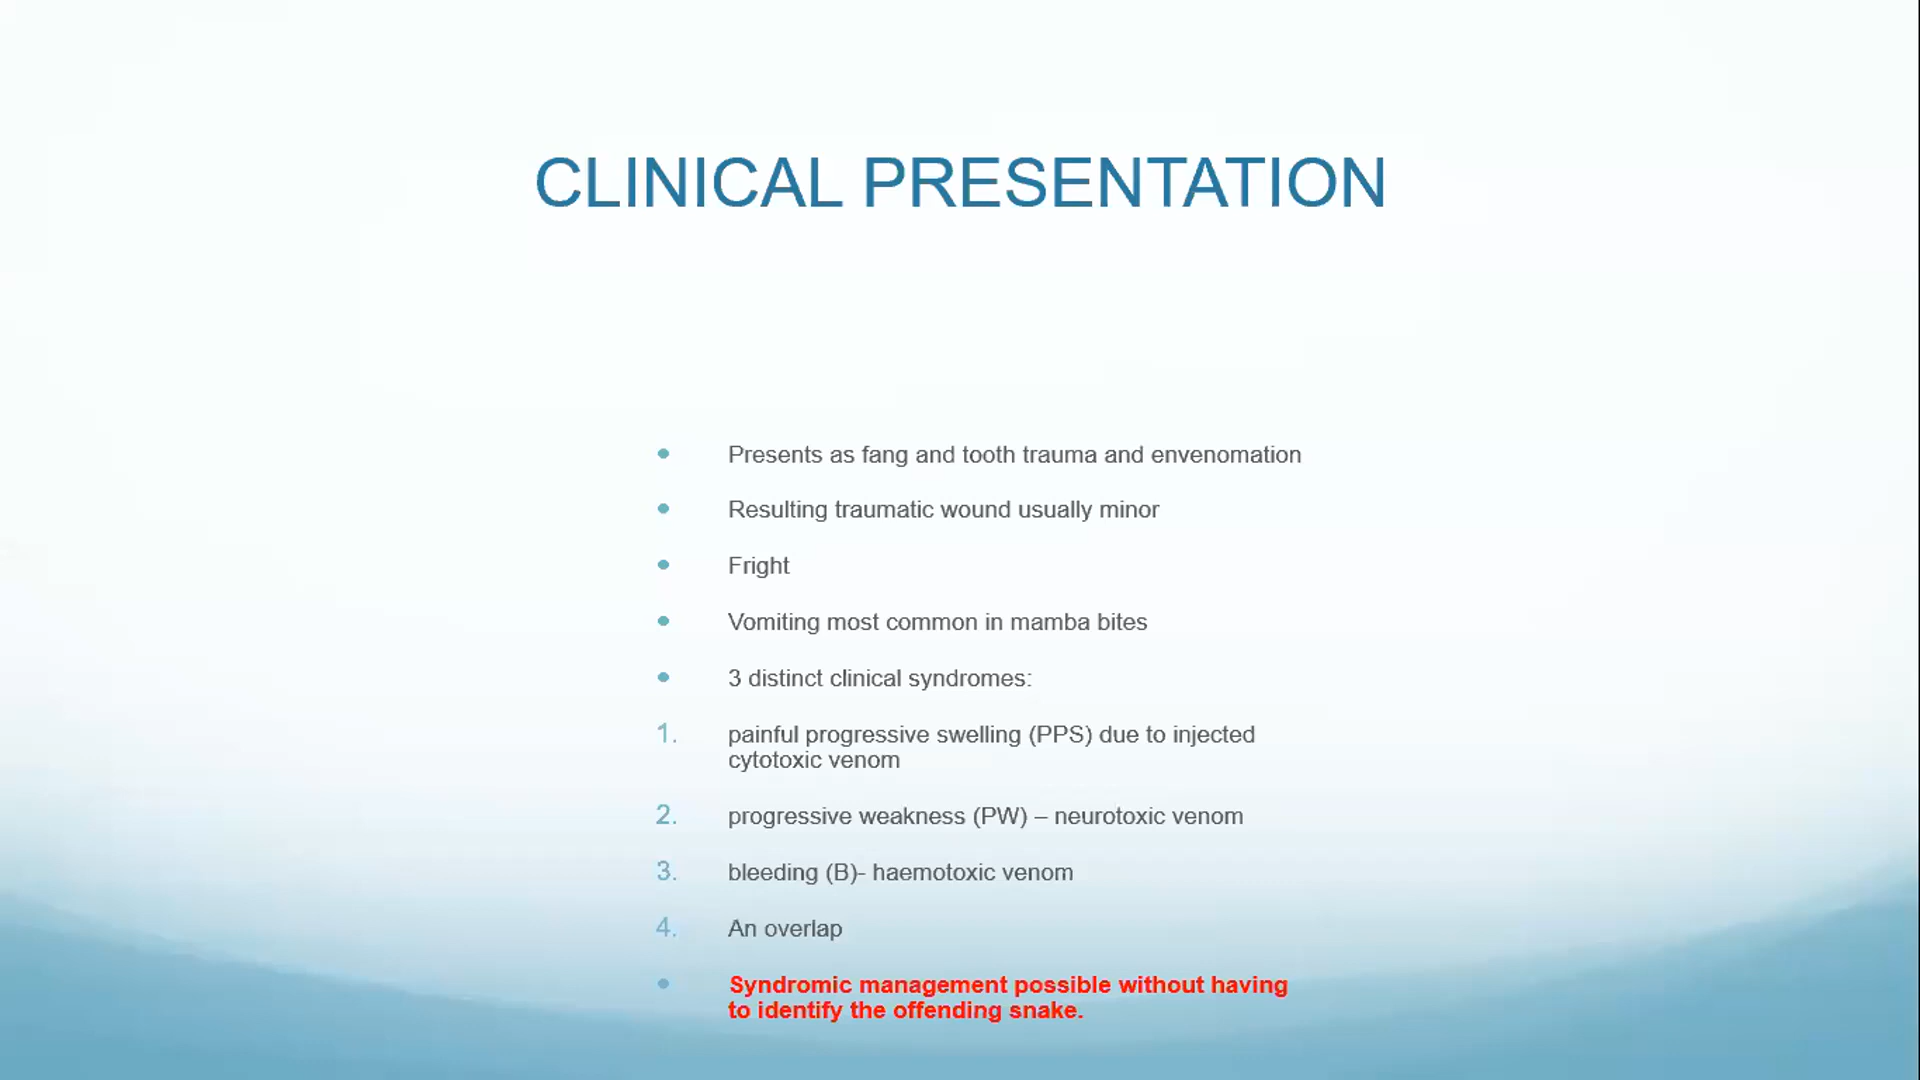 CLINICAL PRESENTATION
• Presents as fang and tooth trauma and envenomation
• Resulting traumatic wound usually minor
• Fright
• Vomiting most common in mamba bites
• 3 distinct clinical syndromes:
1. painful progressive swelling (PPS) due to injected
cytotoxic venom
2. progressive weakness (PW) – neurotoxic venom
3. bleeding (B)- haemotoxic venom
4. An overlap
• Syndromic management possible without having
to identify the offending snake.